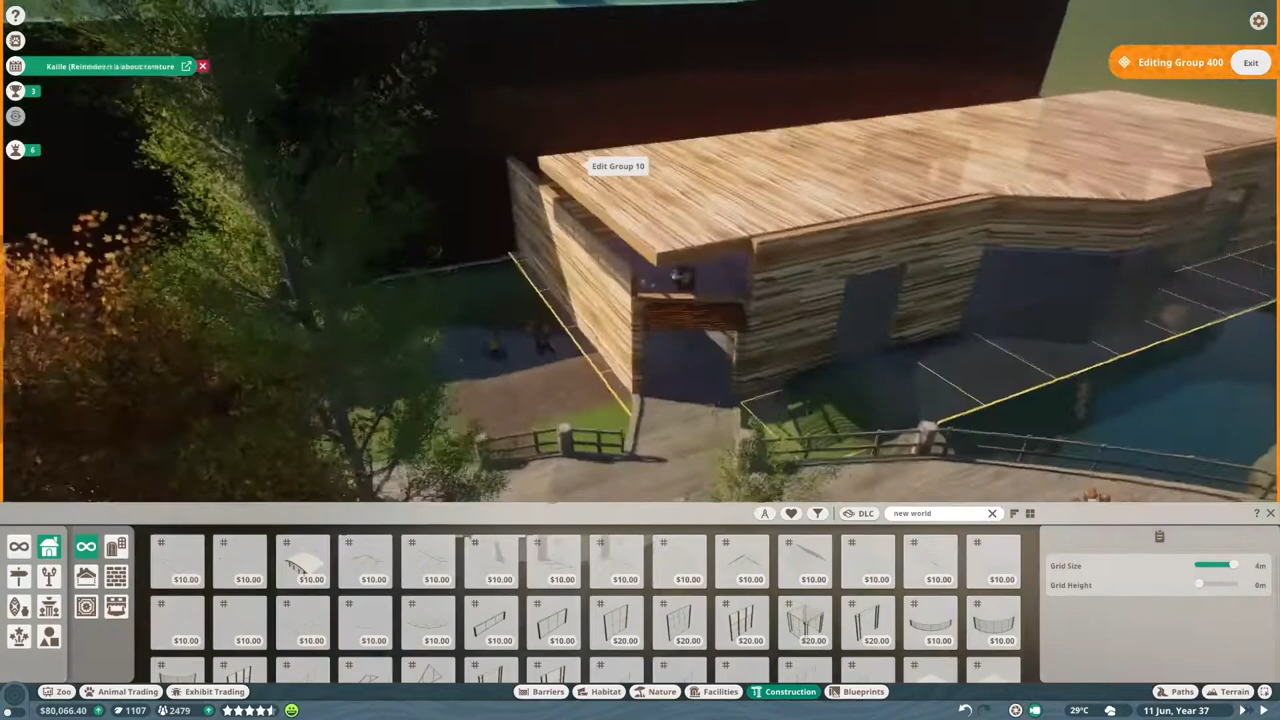 ?
Editing Group 400
Exit
3
6
Edit Group 10
DLC
new world
?
$10.00 $10.00 $10.00 $10.00 $10.00 $10.00 $10.00 $10.00 $10.00 $10.00 $10.00 $10.00 $10.00 $10.00
Grid Size 4m
Grid Height 0m
$10.00 $10.00 $10.00 $10.00 $10.00 $10.00 $10.00 $20.00 $20.00 $20.00 $20.00 $20.00 $10.00 $10.00
Zoo Animal Trading Exhibit Trading Barriers Habitat Nature Facilities Construction Blueprints Paths Terrain
$80,066.40 1107 2479 29°C 11 Jun, Year 37